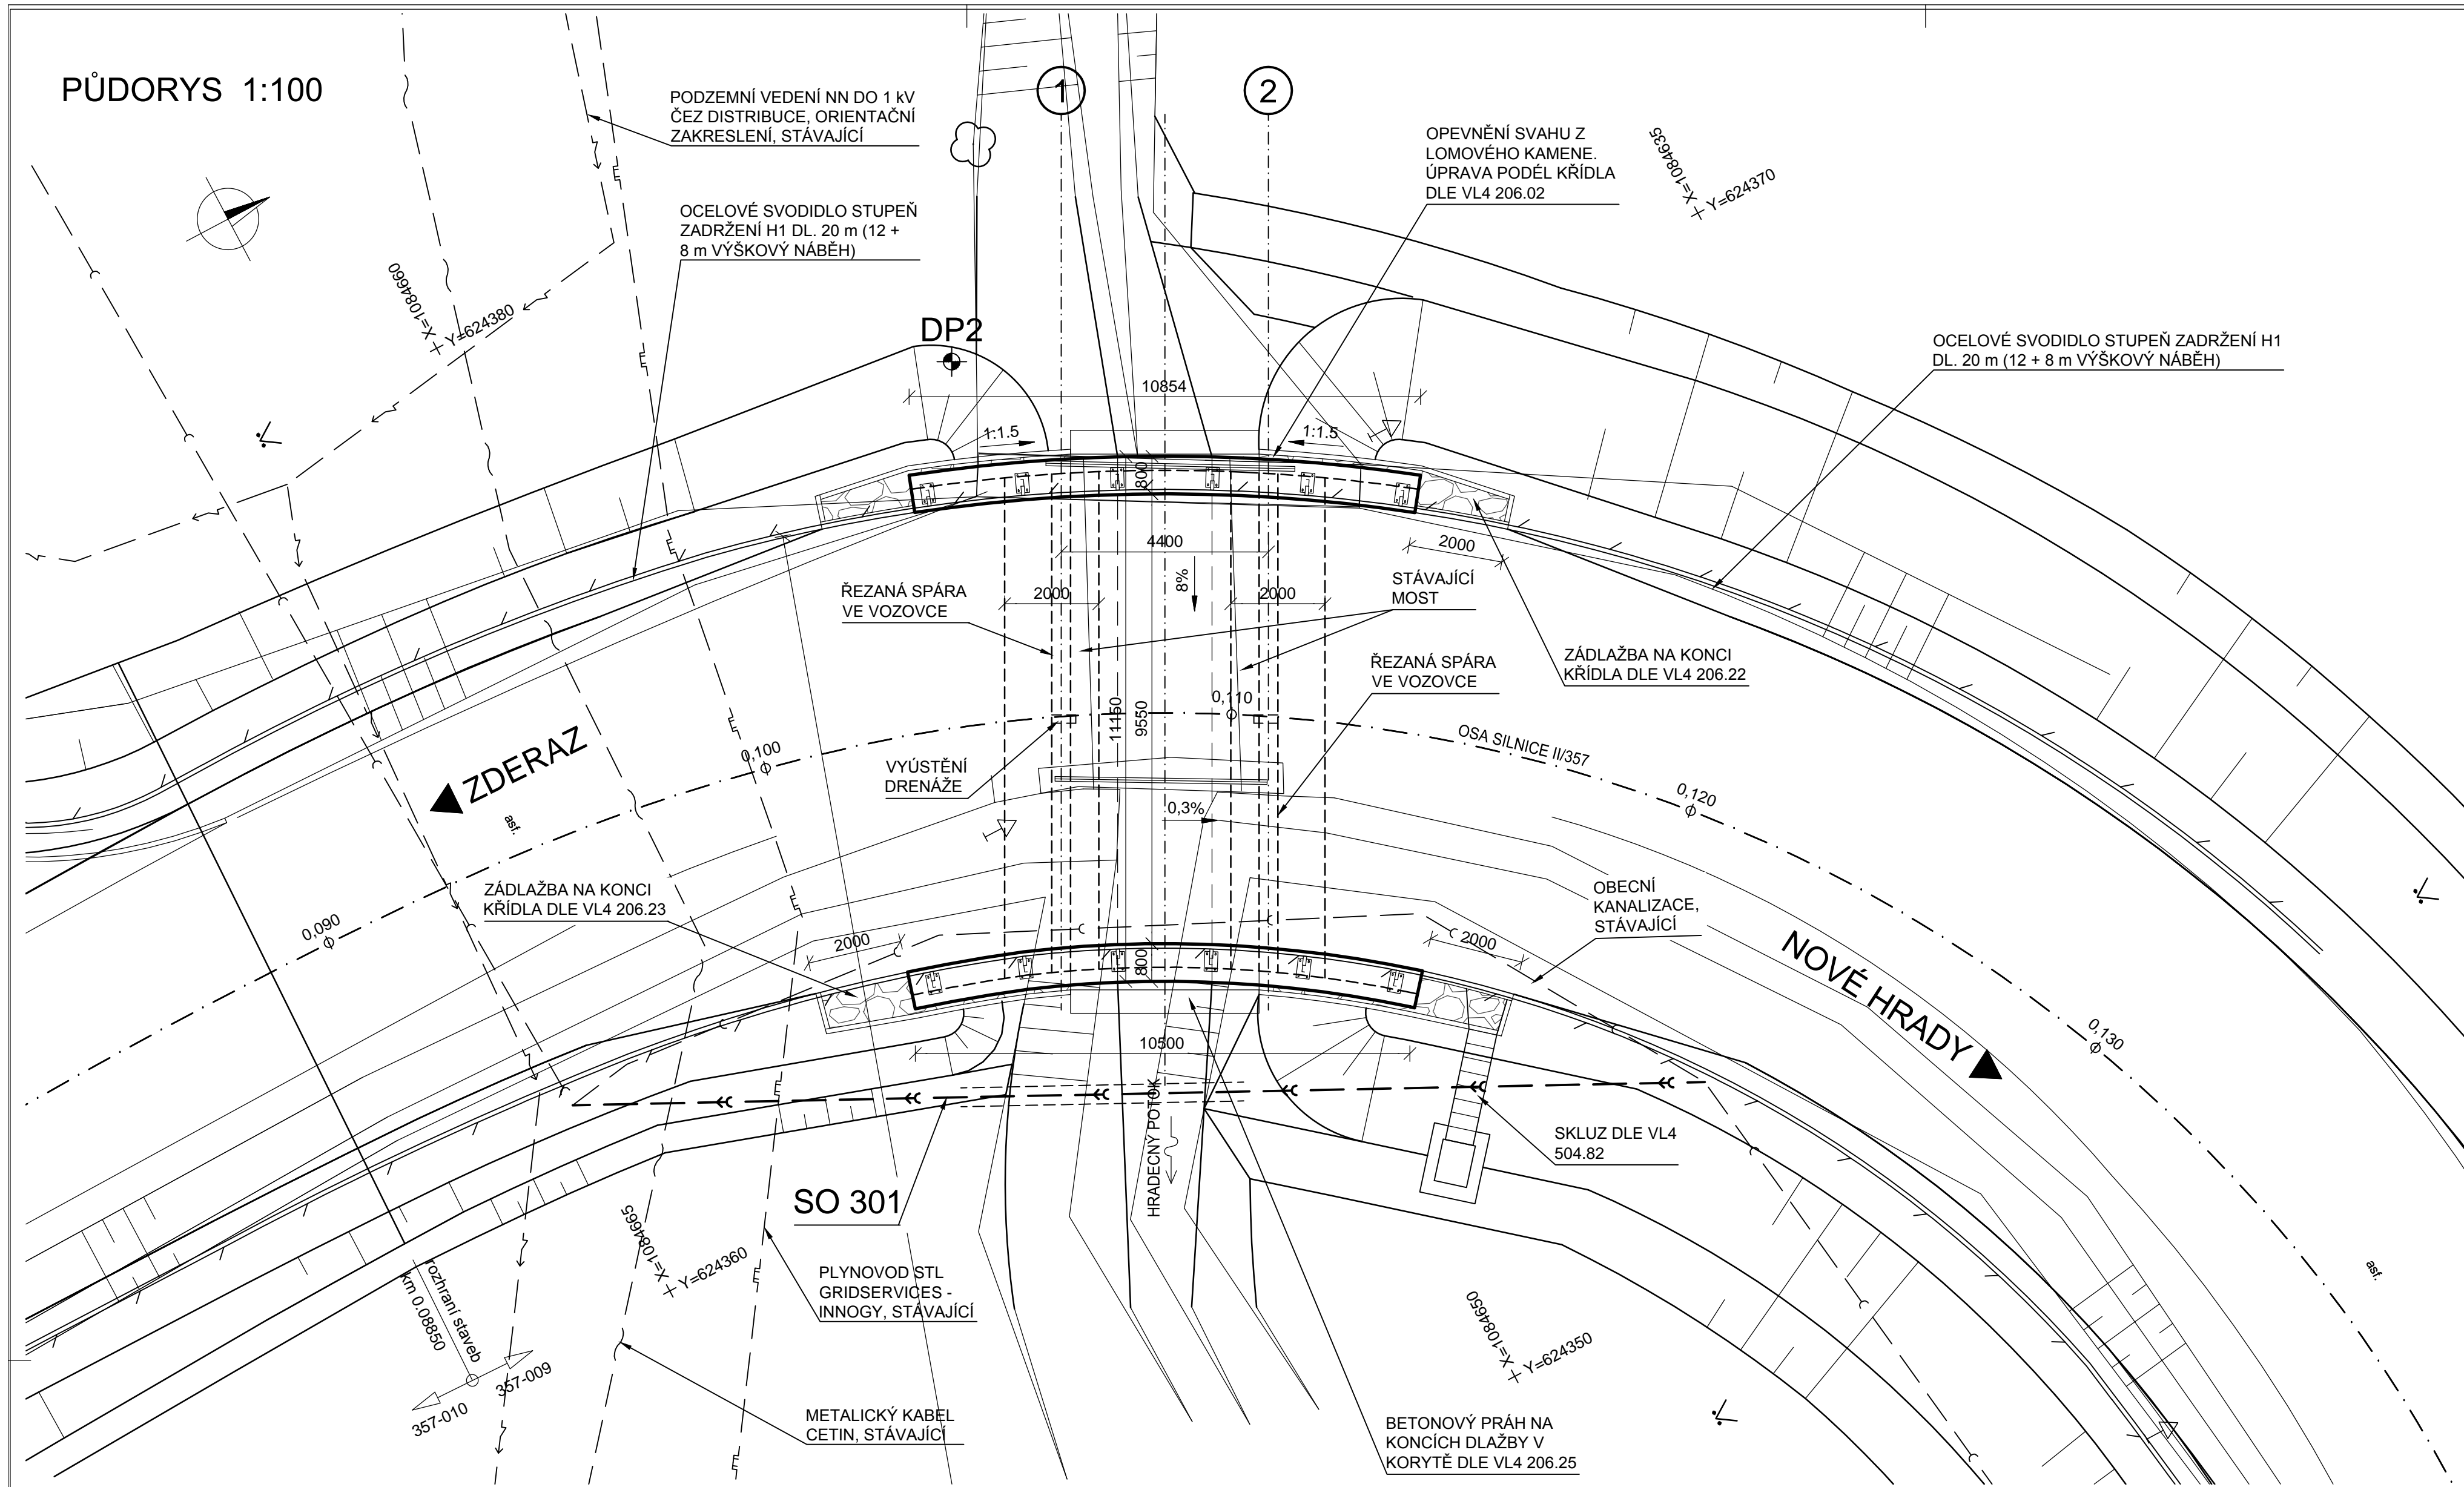 PŮDORYS 1:100
PODZEMNÍ VEDENÍ NN DO 1 kV
ČEZ DISTRIBUCE, ORIENTAČNÍ
ZAKRESLENÍ, STÁVAJÍCÍ
1
2
OPEVNĚNÍ SVAHU Z
LOMOVÉHO KAMENE.
ÚPRAVA PODÉL KŘÍDLA
DLE VL4 206.02
X=1084635
Y=624370
OCELOVÉ SVODIDLO STUPEŇ
ZADRŽENÍ H1 DL. 20 m (12 +
8 m VÝŠKOVÝ NÁBĚH)
X=1084660
Y=624380
DP2
OCELOVÉ SVODIDLO STUPEŇ ZADRŽENÍ H1
DL. 20 m (12 + 8 m VÝŠKOVÝ NÁBĚH)
10854
1:1.5
1:1.5
800
4400
2000
8%
2000
2000
ŘEZANÁ SPÁRA
VE VOZOVCE
STÁVAJÍCÍ
MOST
ŘEZANÁ SPÁRA
VE VOZOVCE
ZÁDLAŽBA NA KONCI
KŘÍDLA DLE VL4 206.22
11150
9550
0,110
OSA SILNICE II/357
0,100
ZDERAZ
asf.
VYÚSTĚNÍ
DRENÁŽE
0,3%
0,120
ZÁDLAŽBA NA KONCI
KŘÍDLA DLE VL4 206.23
OBECNÍ
KANALIZACE,
STÁVAJÍCÍ
0,090
2000
2000
800
NOVÉ HRADY
10500
0,130
HRADECNÝ POTOK
SKLUZ DLE VL4
504.82
SO 301
X=1084665
Y=624360
PLYNOVOD STL
GRIDSERVICES -
INNOGY, STÁVAJÍCÍ
km 0.08850
rozhraní staveb
357-009
357-010
asf.
X=1084650
Y=624350
METALICKÝ KABEL
CETIN, STÁVAJÍCÍ
BETONOVÝ PRÁH NA
KONCÍCH DLAŽBY V
KORYTĚ DLE VL4 206.25